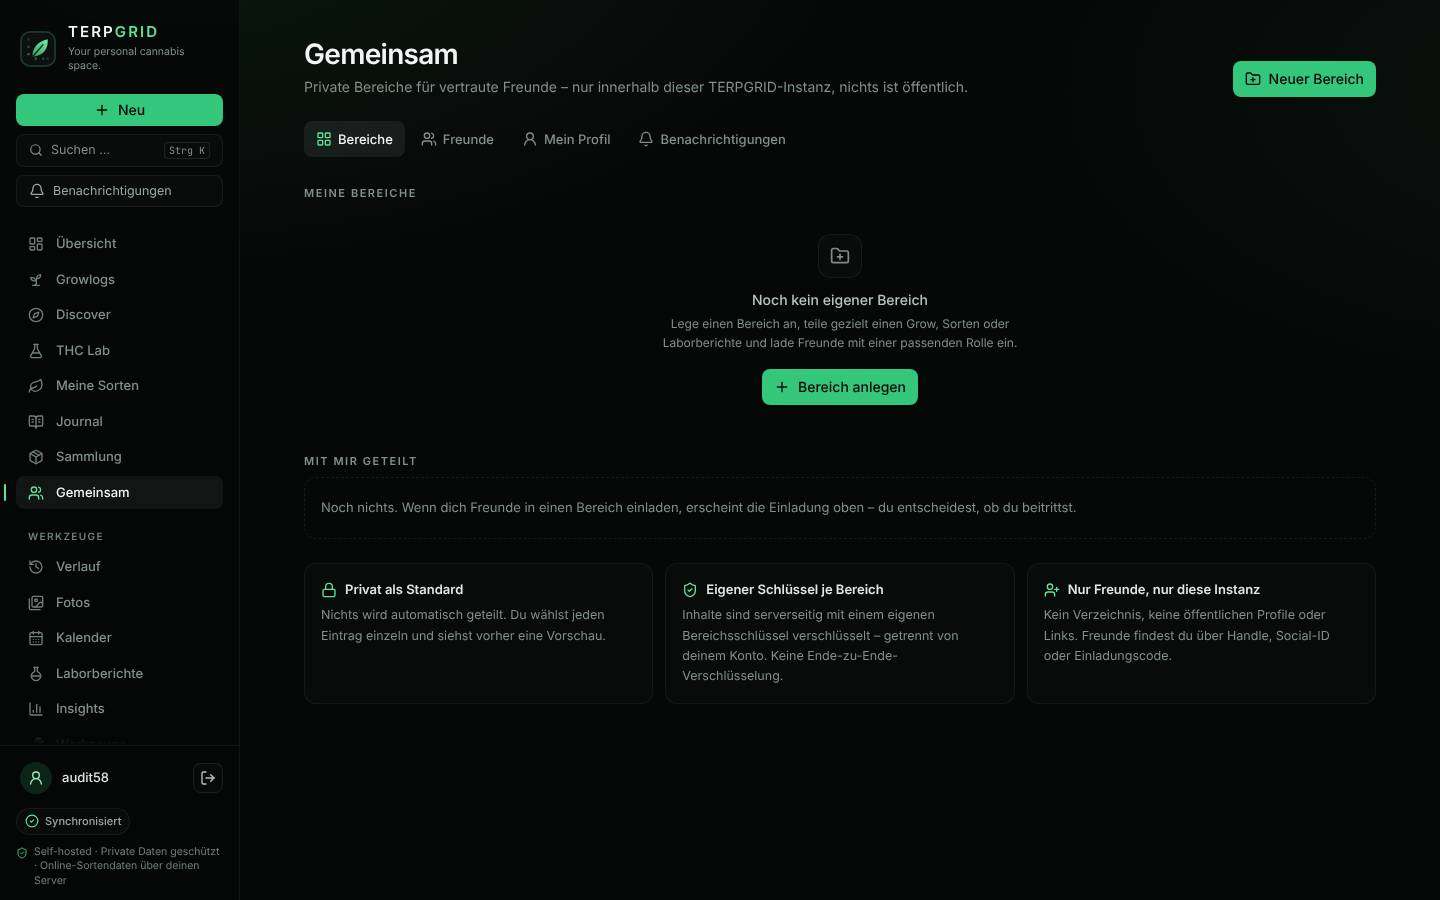 TERPGRID
Your personal cannabis
space.
Neu
Suchen ...
Strg K
Benachrichtigungen
Übersicht
Growlogs
Discover
THC Lab
Meine Sorten
Journal
Sammlung
Gemeinsam
WERKZEUGE
Verlauf
Fotos
Kalender
Laborberichte
Insights
audit58
Synchronisiert
Self-hosted · Private Daten geschützt
· Online-Sortendaten über deinen
Server
Gemeinsam
Private Bereiche für vertraute Freunde – nur innerhalb dieser TERPGRID-Instanz, nichts ist öffentlich.
Neuer Bereich
Bereiche
Freunde
Mein Profil
Benachrichtigungen
MEINE BEREICHE
Noch kein eigener Bereich
Lege einen Bereich an, teile gezielt einen Grow, Sorten oder
Laborberichte und lade Freunde mit einer passenden Rolle ein.
Bereich anlegen
MIT MIR GETEILT
Noch nichts. Wenn dich Freunde in einen Bereich einladen, erscheint die Einladung oben – du entscheidest, ob du beitrittst.
Privat als Standard
Nichts wird automatisch geteilt. Du wählst jeden
Eintrag einzeln und siehst vorher eine Vorschau.
Eigener Schlüssel je Bereich
Inhalte sind serverseitig mit einem eigenen
Bereichsschlüssel verschlüsselt – getrennt von
deinem Konto. Keine Ende-zu-Ende-
Verschlüsselung.
Nur Freunde, nur diese Instanz
Kein Verzeichnis, keine öffentlichen Profile oder
Links. Freunde findest du über Handle, Social-ID
oder Einladungscode.